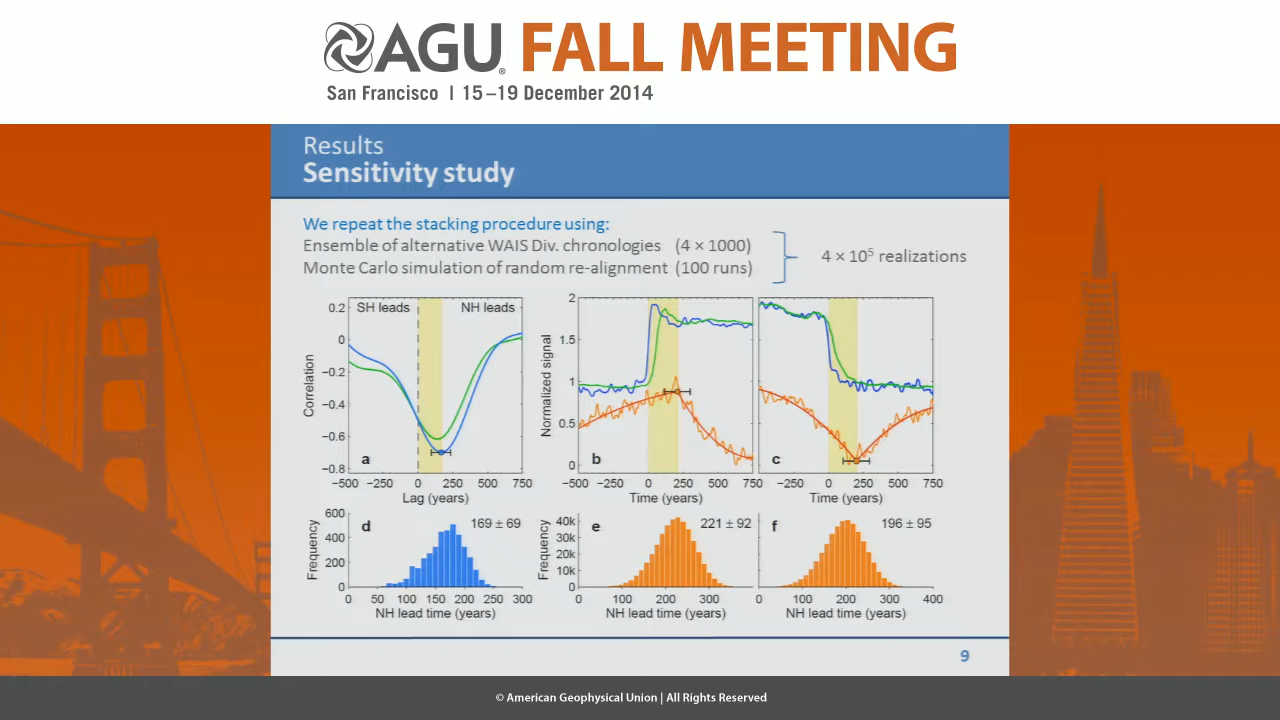 AGU FALL MEETING
San Francisco | 15–19 December 2014
Results
Sensitivity study
We repeat the stacking procedure using:
Ensemble of alternative WAIS Div. chronologies (4 × 1000)
Monte Carlo simulation of random re-alignment (100 runs)
4 × 10⁵ realizations
SH leads NH leads
0.2
0
−0.2
−0.4
−0.6
−0.8
Correlation
a
−500 −250 0 250 500 750
Lag (years)
2
1.5
1
0.5
0
Normalized signal
b
−500 −250 0 250 500 750
Time (years)
c
−250 0 250 500 750
Time (years)
600
400
200
0
Frequency
d
169 ± 69
0 50 100 150 200 250 300
NH lead time (years)
40k
30k
20k
10k
0
Frequency
e
221 ± 92
0 100 200 300
NH lead time (years)
f
196 ± 95
0 100 200 300 400
NH lead time (years)
9
© American Geophysical Union | All Rights Reserved